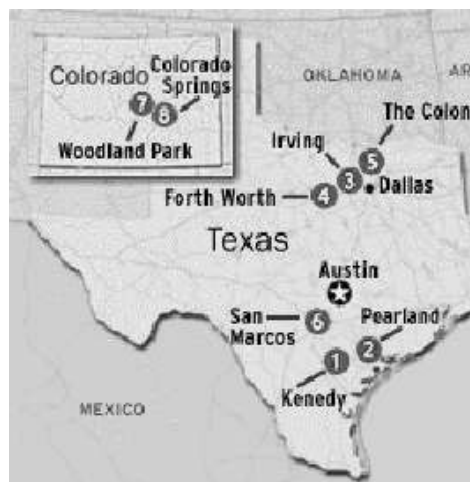 Colorado
Colorado
Springs
7
8
Woodland Park
OKLAHOMA
AR
The Colon
Irving
5
3
Dallas
Forth Worth
4
Texas
Austin
San
Marcos
6
Pearland
2
1
Kenedy
MEXICO